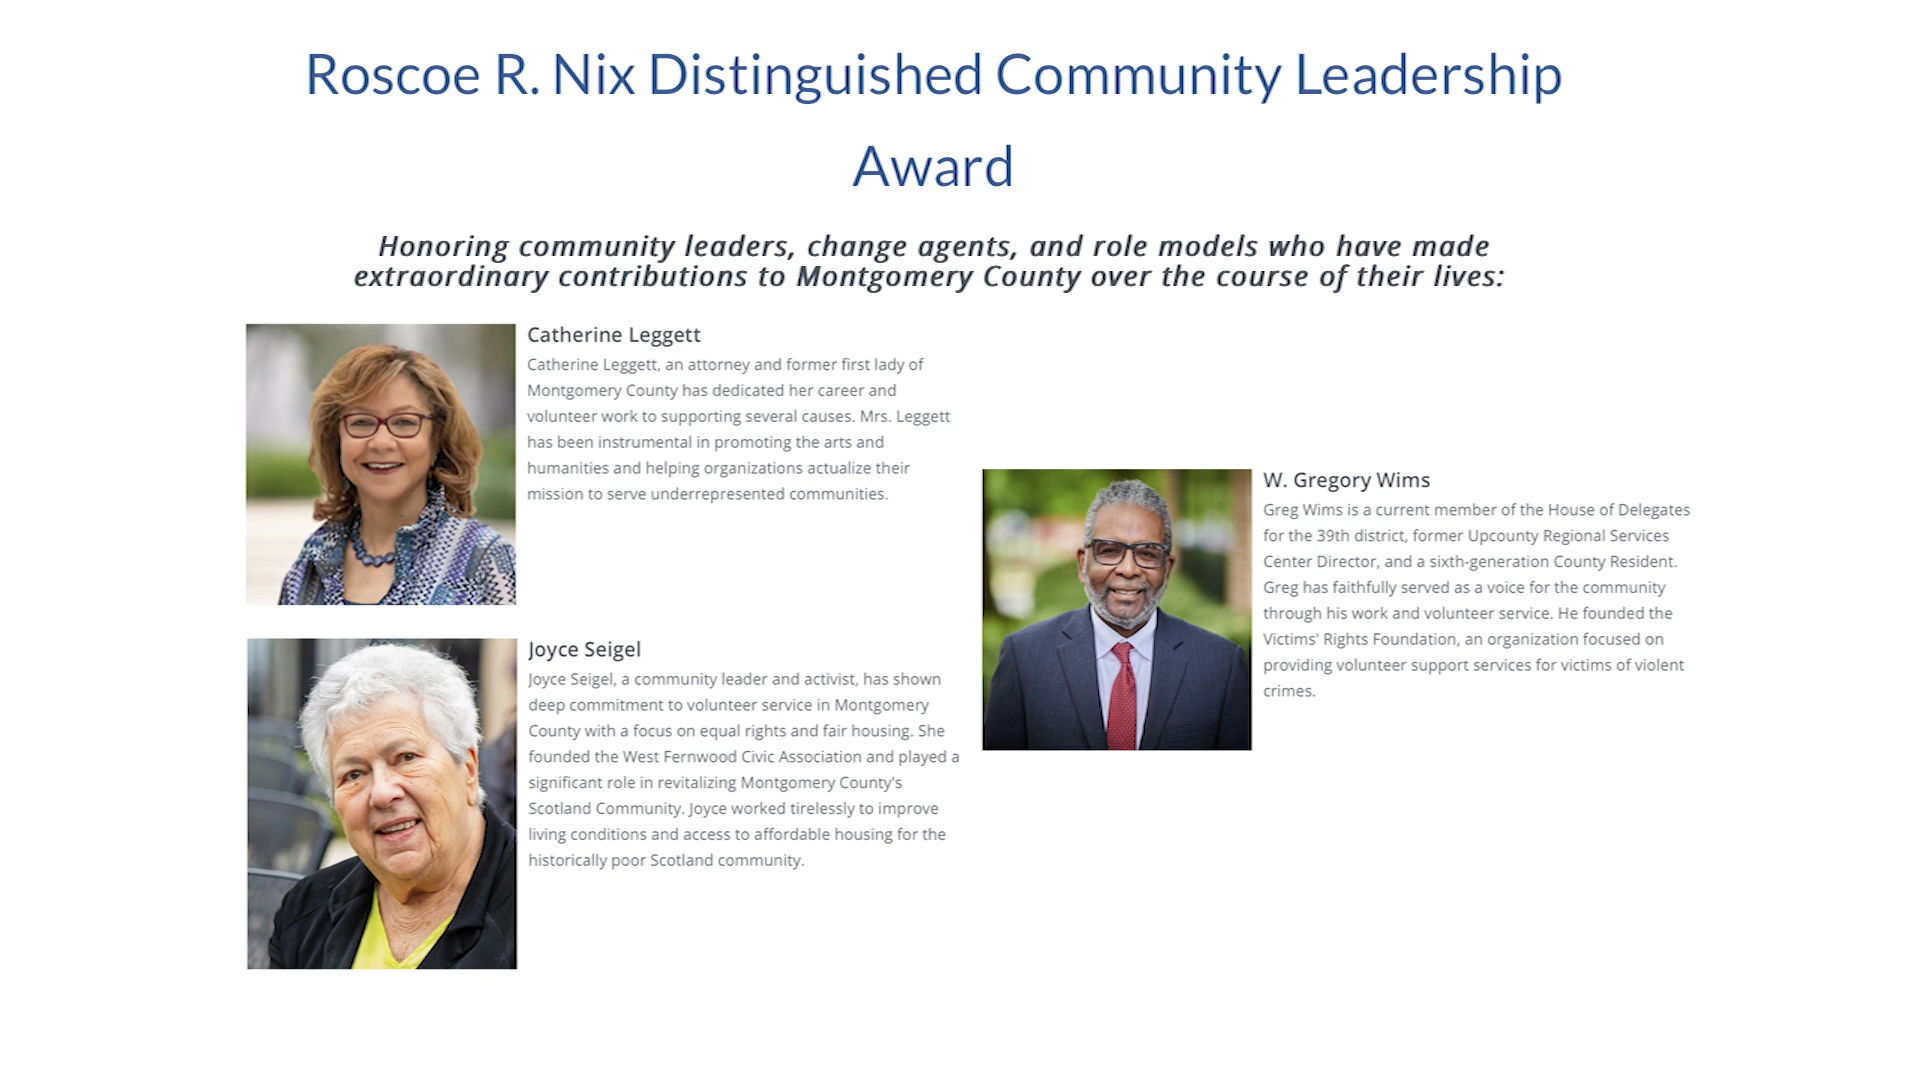 Roscoe R. Nix Distinguished Community Leadership
Award
Honoring community leaders, change agents, and role models who have made
extraordinary contributions to Montgomery County over the course of their lives:
Catherine Leggett
Catherine Leggett, an attorney and former first lady of
Montgomery County has dedicated her career and
volunteer work to supporting several causes. Mrs. Leggett
has been instrumental in promoting the arts and
humanities and helping organizations actualize their
mission to serve underrepresented communities.
Joyce Seigel
Joyce Seigel, a community leader and activist, has shown
deep commitment to volunteer service in Montgomery
County with a focus on equal rights and fair housing. She
founded the West Fernwood Civic Association and played a
significant role in revitalizing Montgomery County's
Scotland Community. Joyce worked tirelessly to improve
living conditions and access to affordable housing for the
historically poor Scotland community.
W. Gregory Wims
Greg Wims is a current member of the House of Delegates
for the 39th district, former Upcounty Regional Services
Center Director, and a sixth-generation County Resident.
Greg has faithfully served as a voice for the community
through his work and volunteer service. He founded the
Victims' Rights Foundation, an organization focused on
providing volunteer support services for victims of violent
crimes.